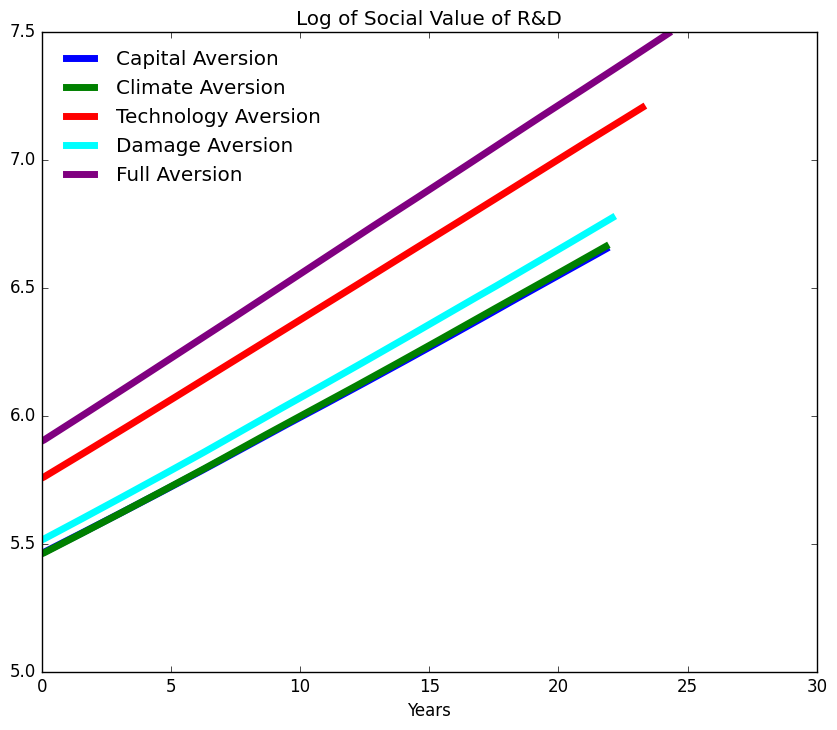 Log of Social Value of R&D
7.5
7.0
6.5
6.0
5.5
5.0
Capital Aversion
Climate Aversion
Technology Aversion
Damage Aversion
Full Aversion
0 5 10 15 20 25 30
Years